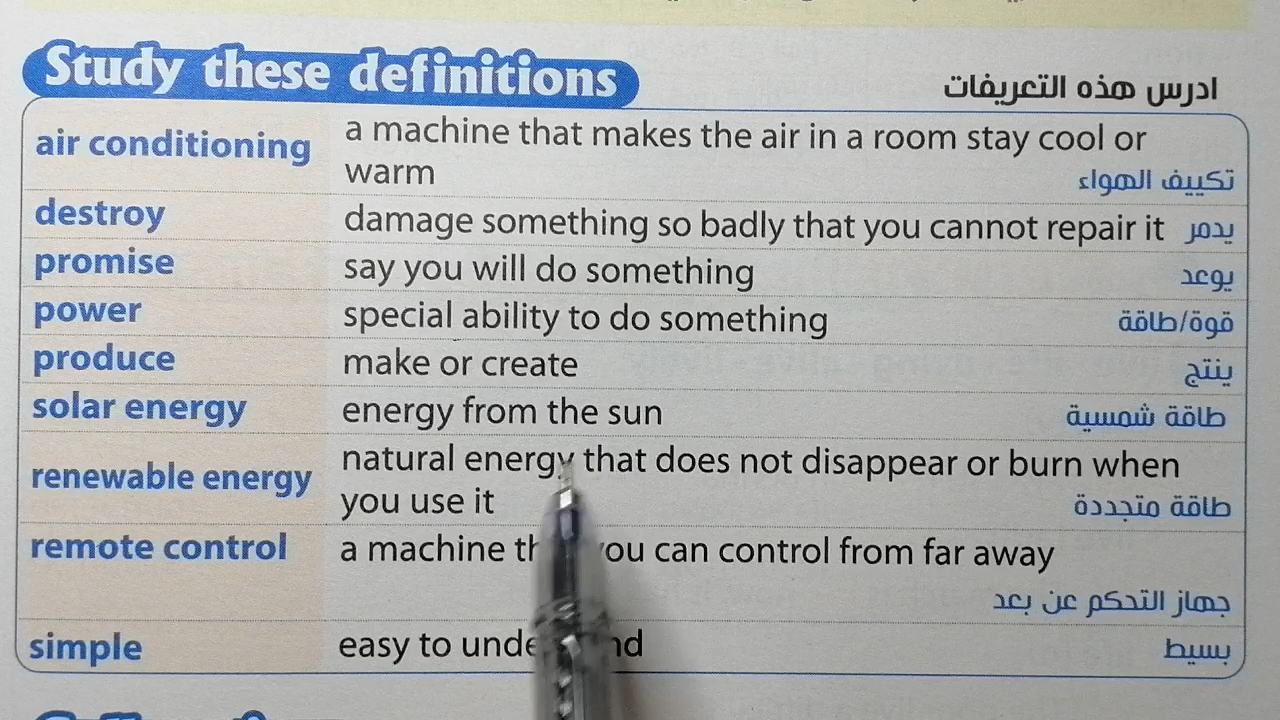 Study these definitions
ادرس هذه التعريفات
air conditioning
a machine that makes the air in a room stay cool or
warm
تكييف الهواء
destroy
damage something so badly that you cannot repair it
يدمر
promise
say you will do something
يوعد
power
special ability to do something
قوة/طاقة
produce
make or create
ينتج
solar energy
energy from the sun
طاقة شمسية
renewable energy
natural energy that does not disappear or burn when
you use it
طاقة متجددة
remote control
a machine you can control from far away
جهاز التحكم عن بعد
simple
easy to
بسيط